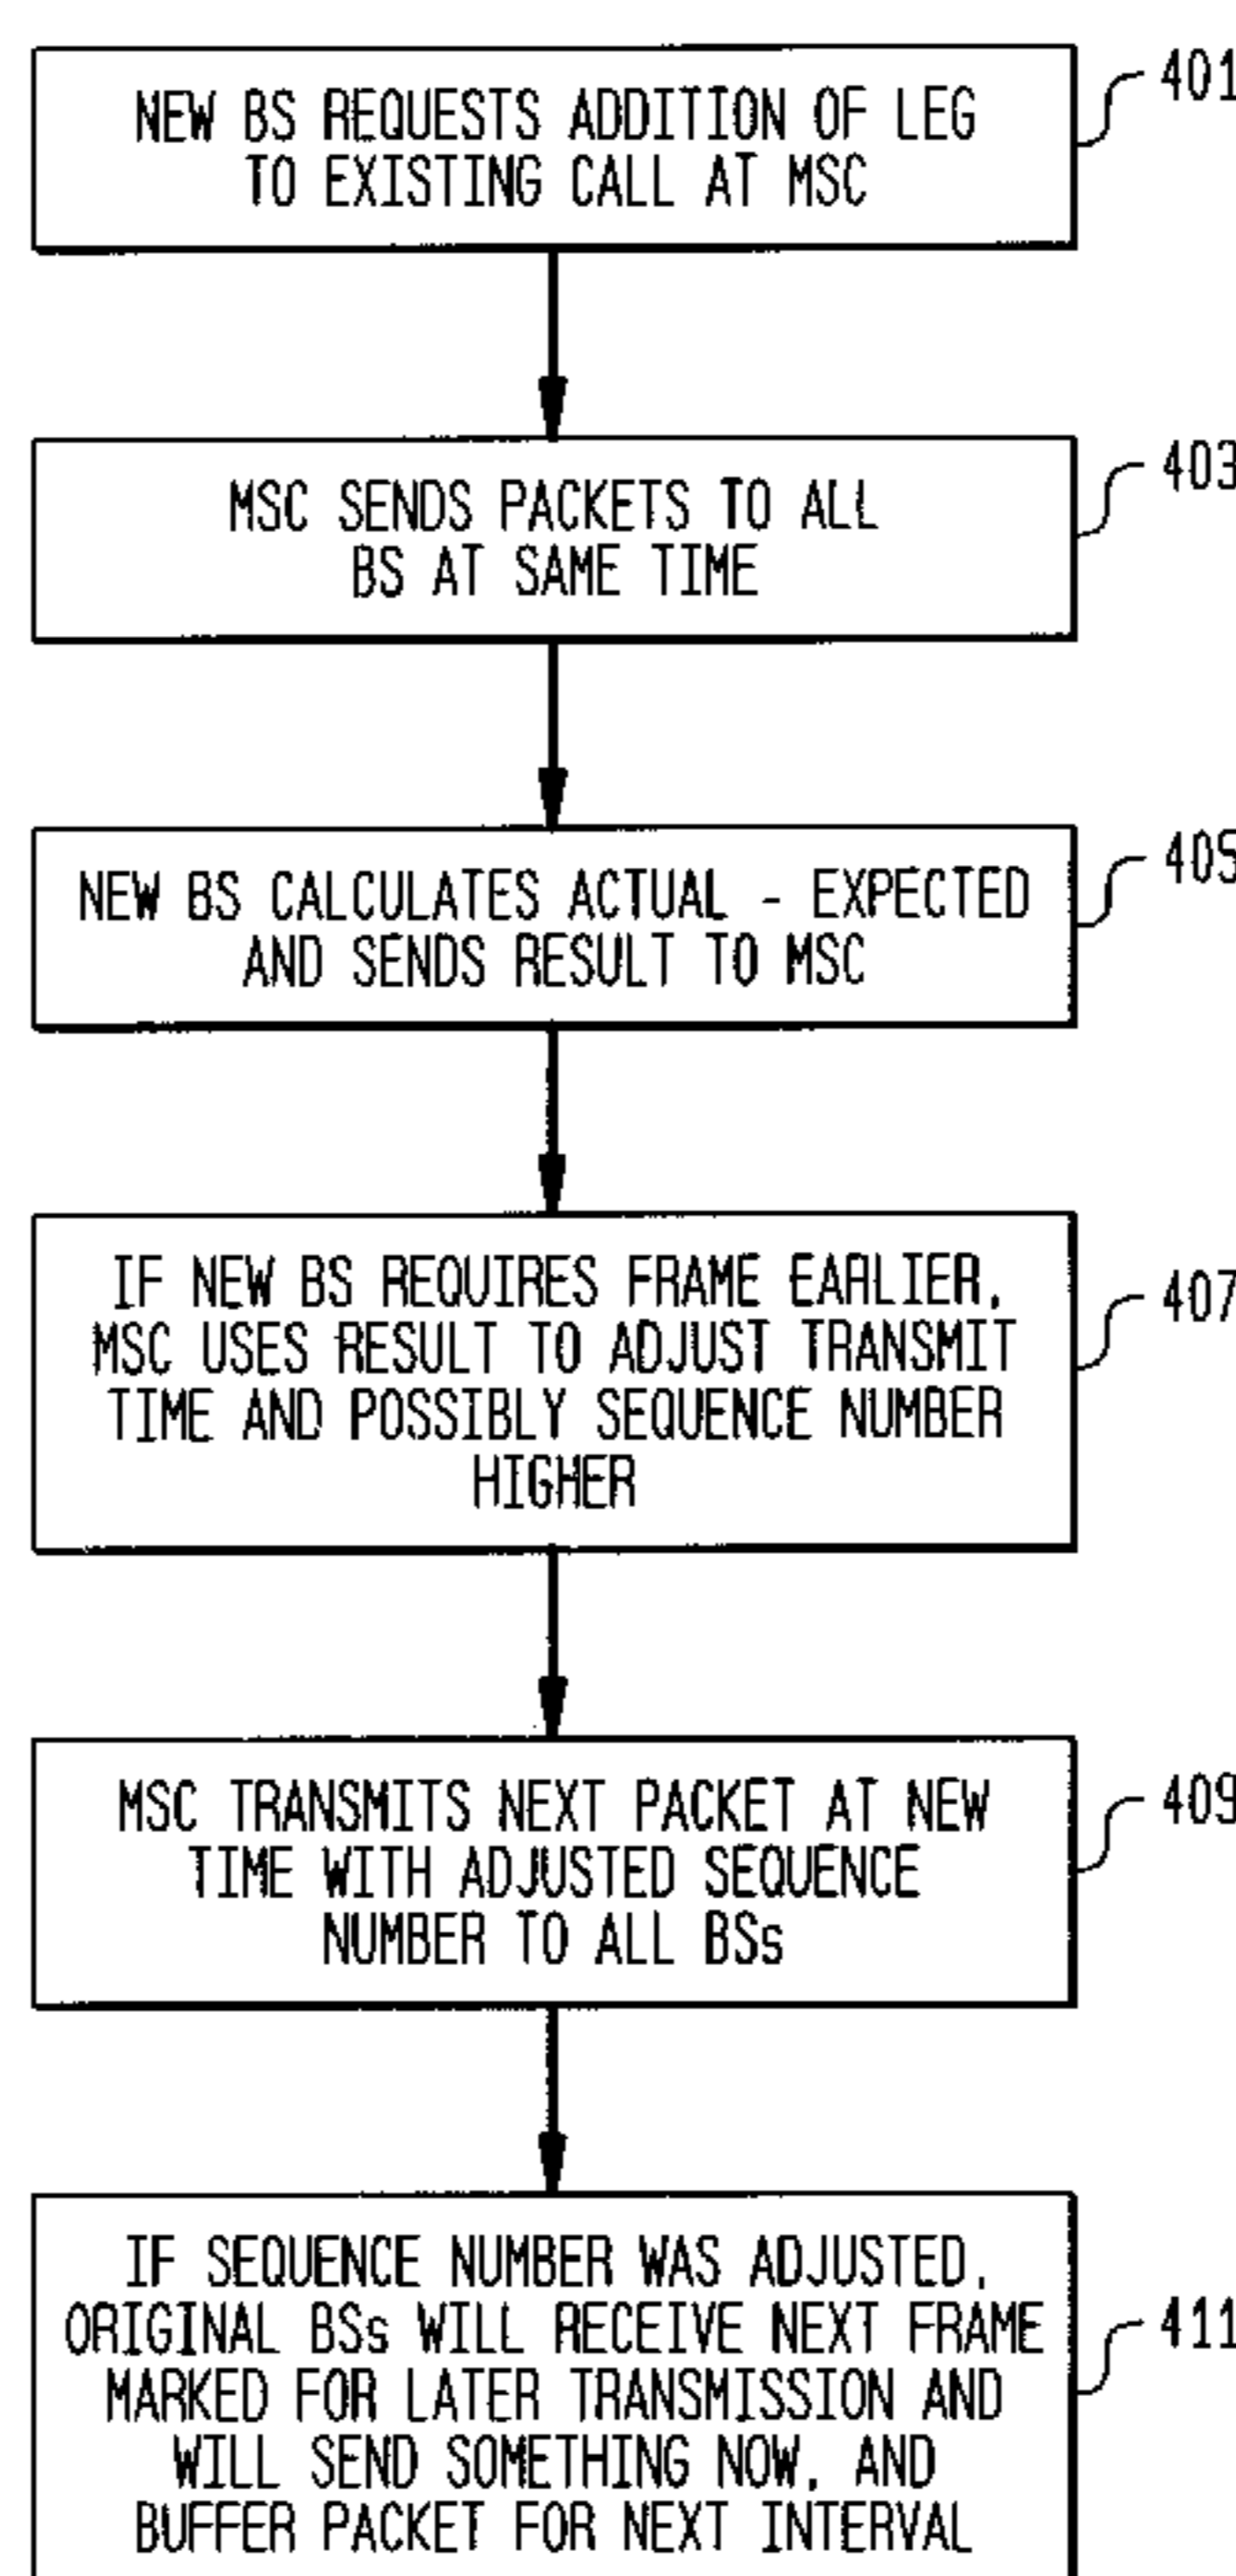 NEW BS REQUESTS ADDITION OF LEG
TO EXISTING CALL AT MSC
401
MSC SENDS PACKETS TO ALL
BS AT SAME TIME
403
NEW BS CALCULATES ACTUAL - EXPECTED
AND SENDS RESULT TO MSC
405
IF NEW BS REQUIRES FRAME EARLIER,
MSC USES RESULT TO ADJUST TRANSMIT
TIME AND POSSIBLY SEQUENCE NUMBER
HIGHER
407
MSC TRANSMITS NEXT PACKET AT NEW
TIME WITH ADJUSTED SEQUENCE
NUMBER TO ALL BSs
409
IF SEQUENCE NUMBER WAS ADJUSTED,
ORIGINAL BSs WILL RECEIVE NEXT FRAME
MARKED FOR LATER TRANSMISSION AND
WILL SEND SOMETHING NOW, AND
BUFFER PACKET FOR NEXT INTERVAL
411